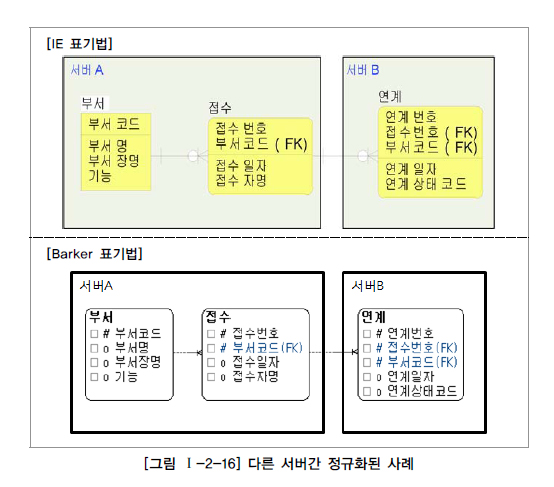 [IE 표기법]
서버 A
서버 B
부서
부서 코드
부서 명
부서 장명
기능
접수
접수 번호
부서코드 ( FK)
접수 일자
접수 자명
연계
연계 번호
접수번호 ( FK)
부서코드 ( FK)
연계 일자
연계 상태 코드
[Barker 표기법]
서버A
서버B
부서
# 부서코드
o 부서명
o 부서장명
o 기능
접수
# 접수번호
# 부서코드(FK)
o 접수일자
o 접수자명
연계
# 연계번호
# 접수번호(FK)
# 부서코드(FK)
o 연계일자
o 연계상태코드
[그림 Ⅰ-2-16] 다른 서버간 정규화된 사례